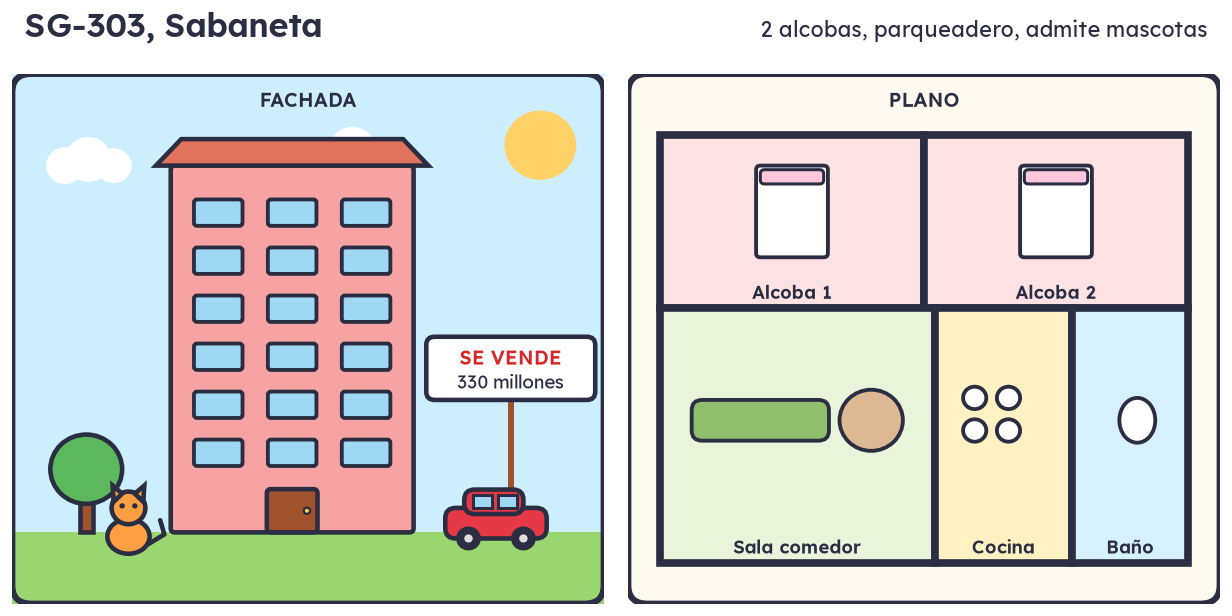 SG-303, Sabaneta
2 alcobas, parqueadero, admite mascotas
FACHADA
SE VENDE
330 millones
PLANO
Alcoba 1
Alcoba 2
Sala comedor
Cocina
Baño